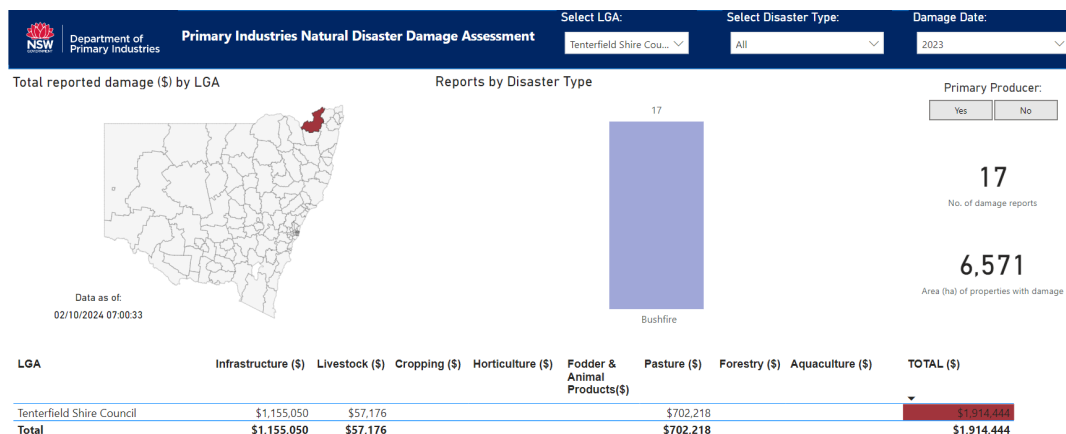 Select LGA:
Select Disaster Type:
Damage Date:
NSW
GOVERNMENT
Department of
Primary Industries
Primary Industries Natural Disaster Damage Assessment
Tenterfield Shire Cou...
All
2023
Total reported damage ($) by LGA
Reports by Disaster Type
Primary Producer:
Yes No
17
17
No. of damage reports
6,571
Area (ha) of properties with damage
Data as of:
02/10/2024 07:00:33
Bushfire
LGA Infrastructure ($) Livestock ($) Cropping ($) Horticulture ($) Fodder & Pasture ($) Forestry ($) Aquaculture ($) TOTAL ($)
Animal
Products($)
Tenterfield Shire Council $1,155,050 $57,176 $702,218 $1,914,444
Total $1,155,050 $57,176 $702,218 $1,914,444